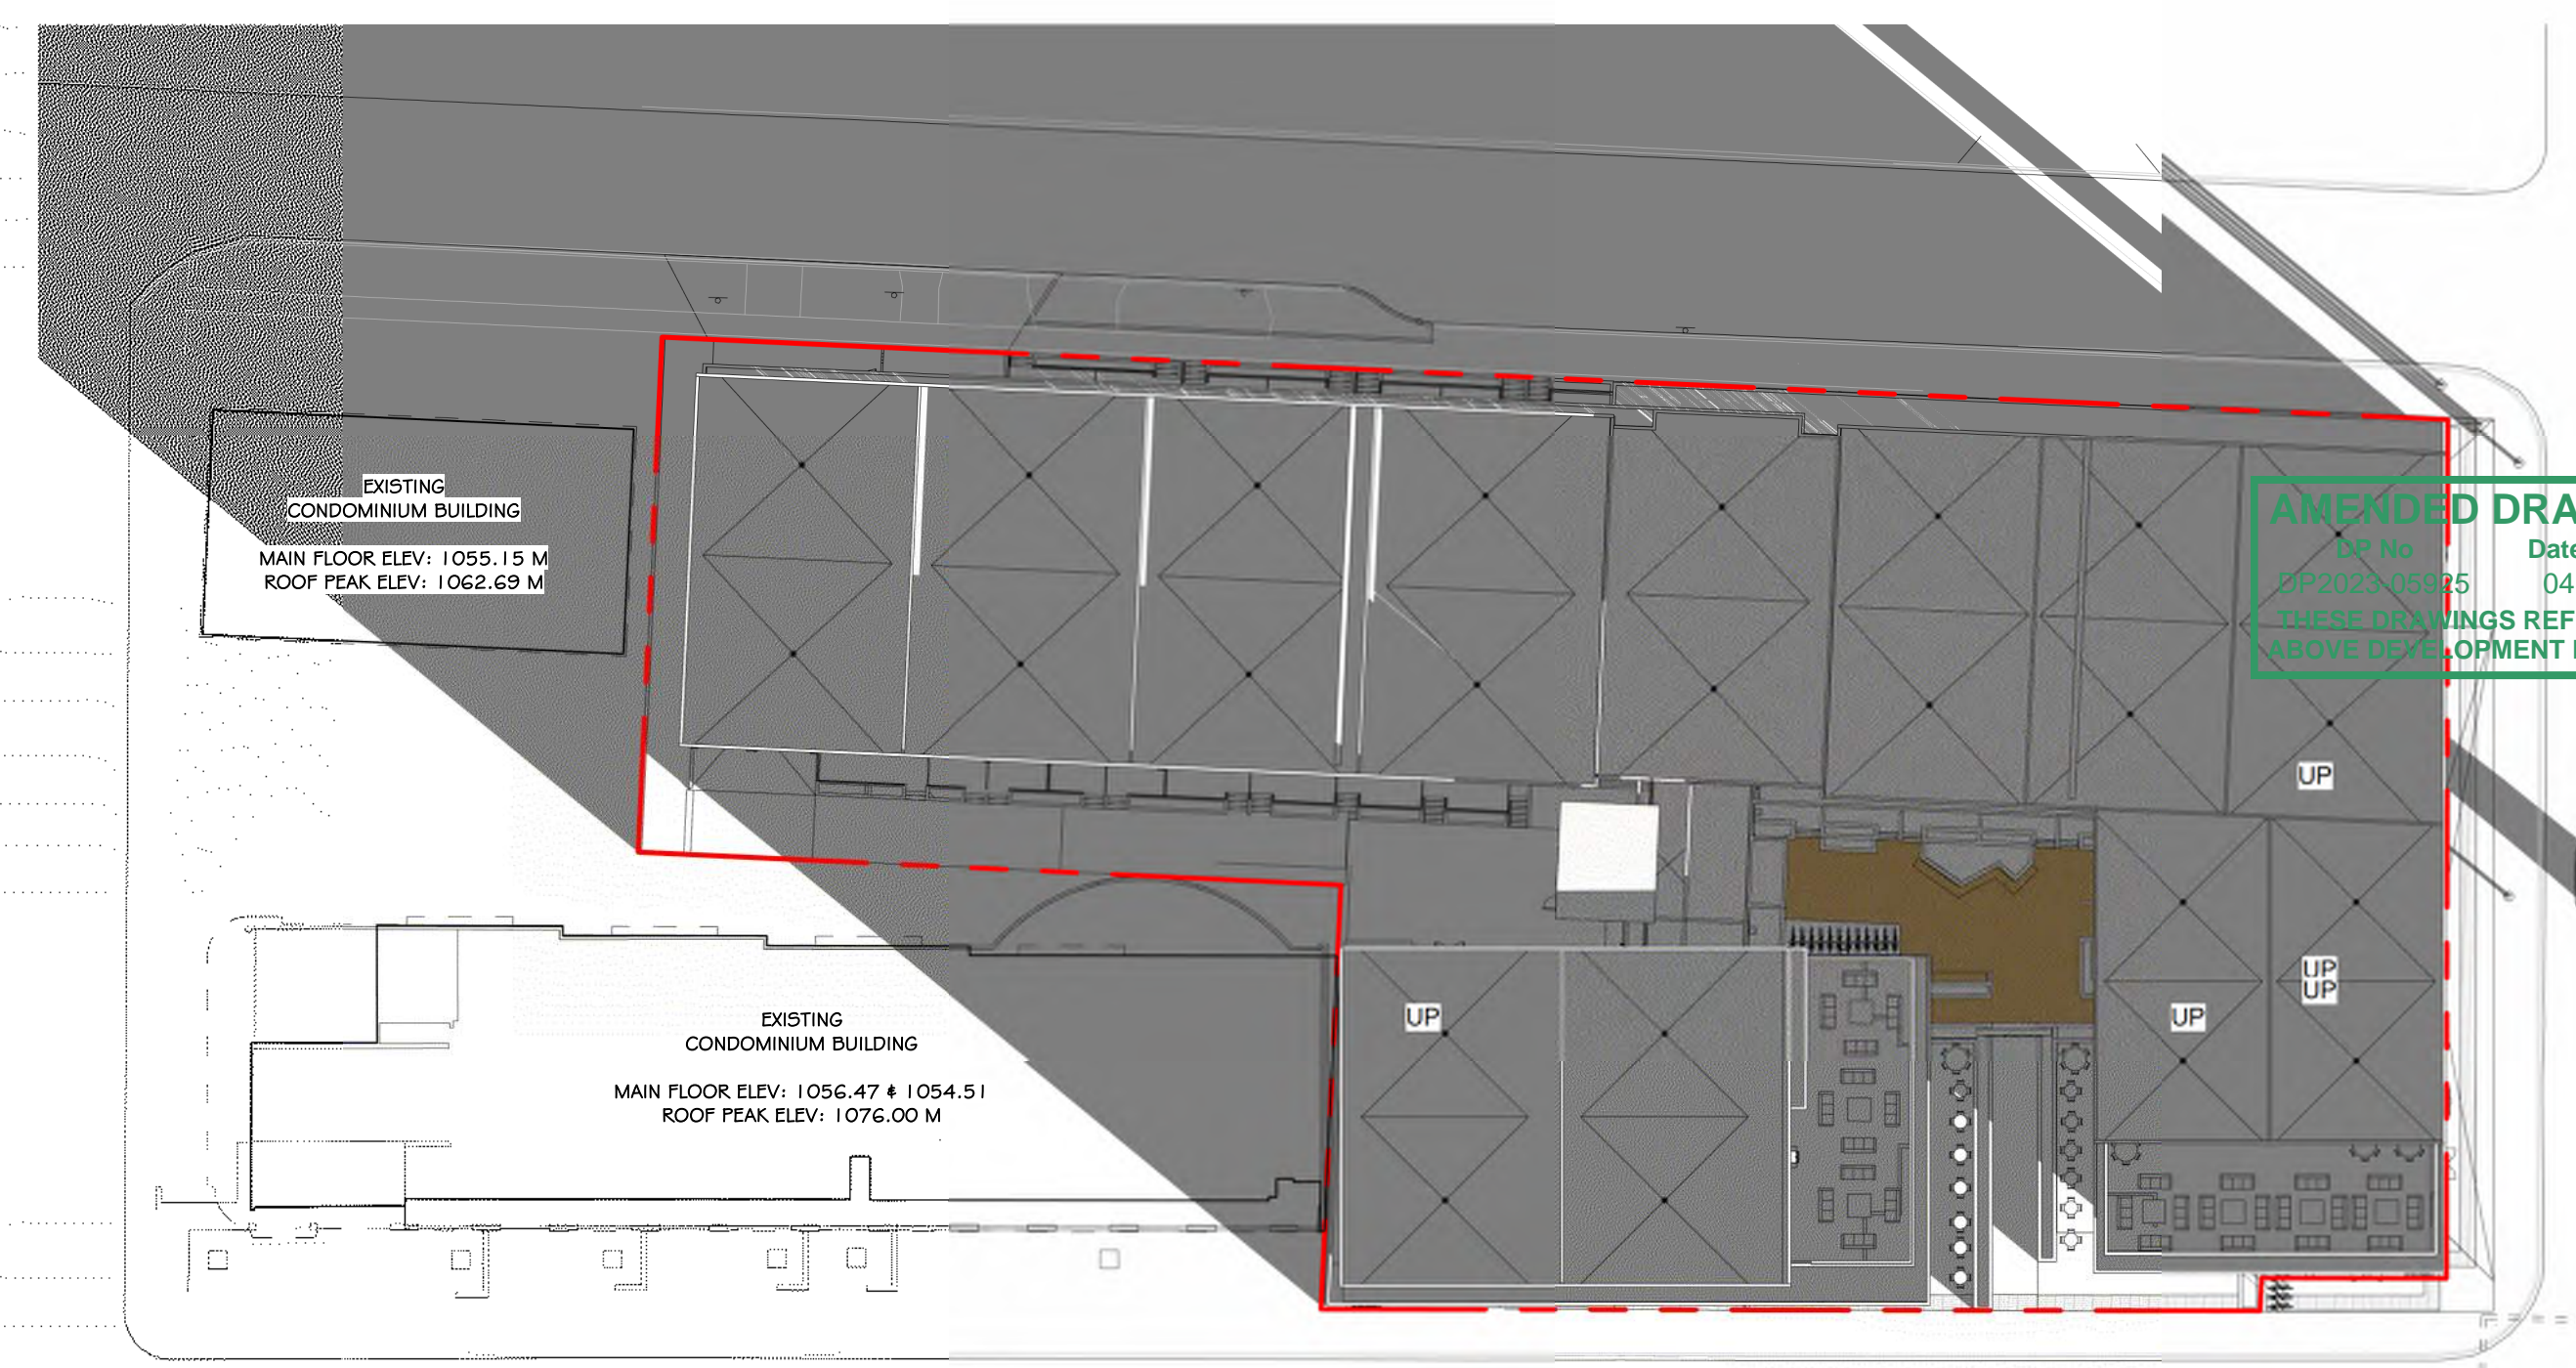 EXISTING
CONDOMINIUM BUILDING
MAIN FLOOR ELEV: 1055.15 M
ROOF PEAK ELEV: 1062.69 M
AMENDED DRA
DP No Date
DP2023-05925 04
THESE DRAWINGS REF
ABOVE DEVELOPMENT
UP
UP
UP
UP
UP
EXISTING
CONDOMINIUM BUILDING
MAIN FLOOR ELEV: 1056.47 & 1054.51
ROOF PEAK ELEV: 1076.00 M